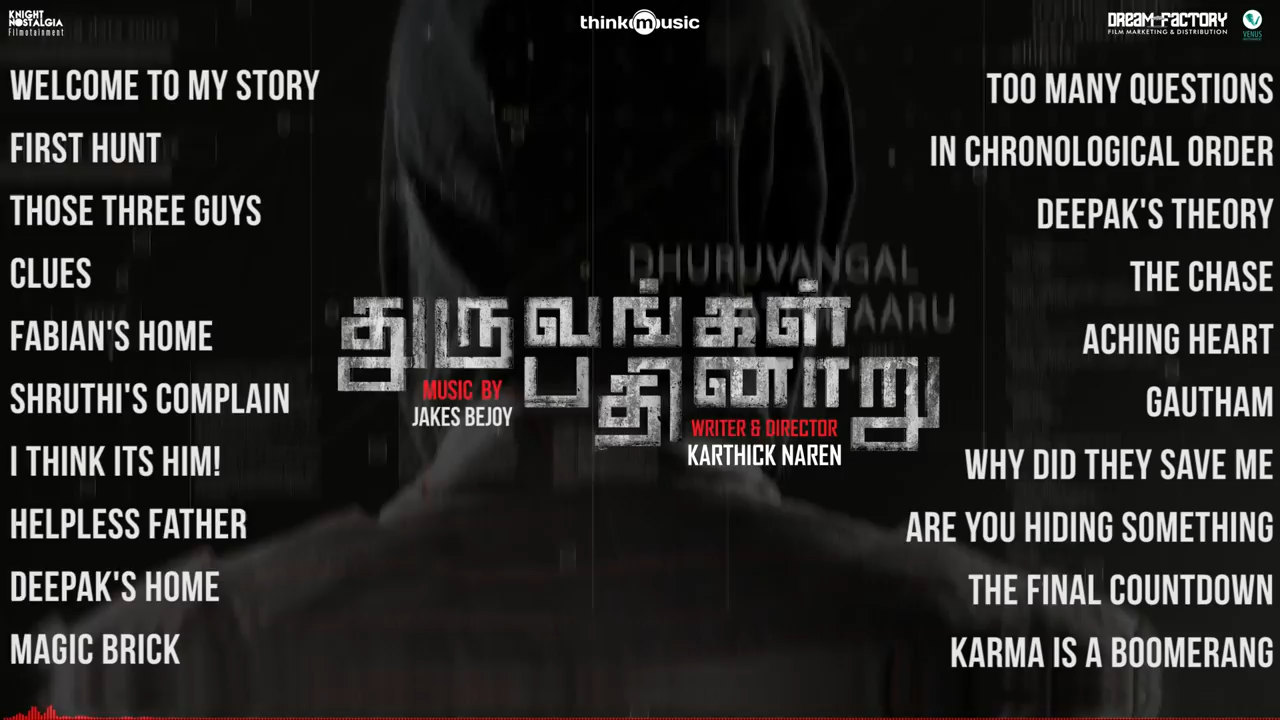 KNIGHT
NOSTALGIA
Filmotainment
thinkmusic
DREAM FACTORY
FILM MARKETING & DISTRIBUTION
VENUS
WELCOME TO MY STORY
FIRST HUNT
THOSE THREE GUYS
CLUES
FABIAN'S HOME
SHRUTHI'S COMPLAIN
I THINK ITS HIM!
HELPLESS FATHER
DEEPAK'S HOME
MAGIC BRICK
DHURUVANGAL
துருவங்கள்
பதினாறு
MUSIC BY
JAKES BEJOY
WRITER & DIRECTOR
KARTHICK NAREN
TOO MANY QUESTIONS
IN CHRONOLOGICAL ORDER
DEEPAK'S THEORY
THE CHASE
ACHING HEART
GAUTHAM
WHY DID THEY SAVE ME
ARE YOU HIDING SOMETHING
THE FINAL COUNTDOWN
KARMA IS A BOOMERANG